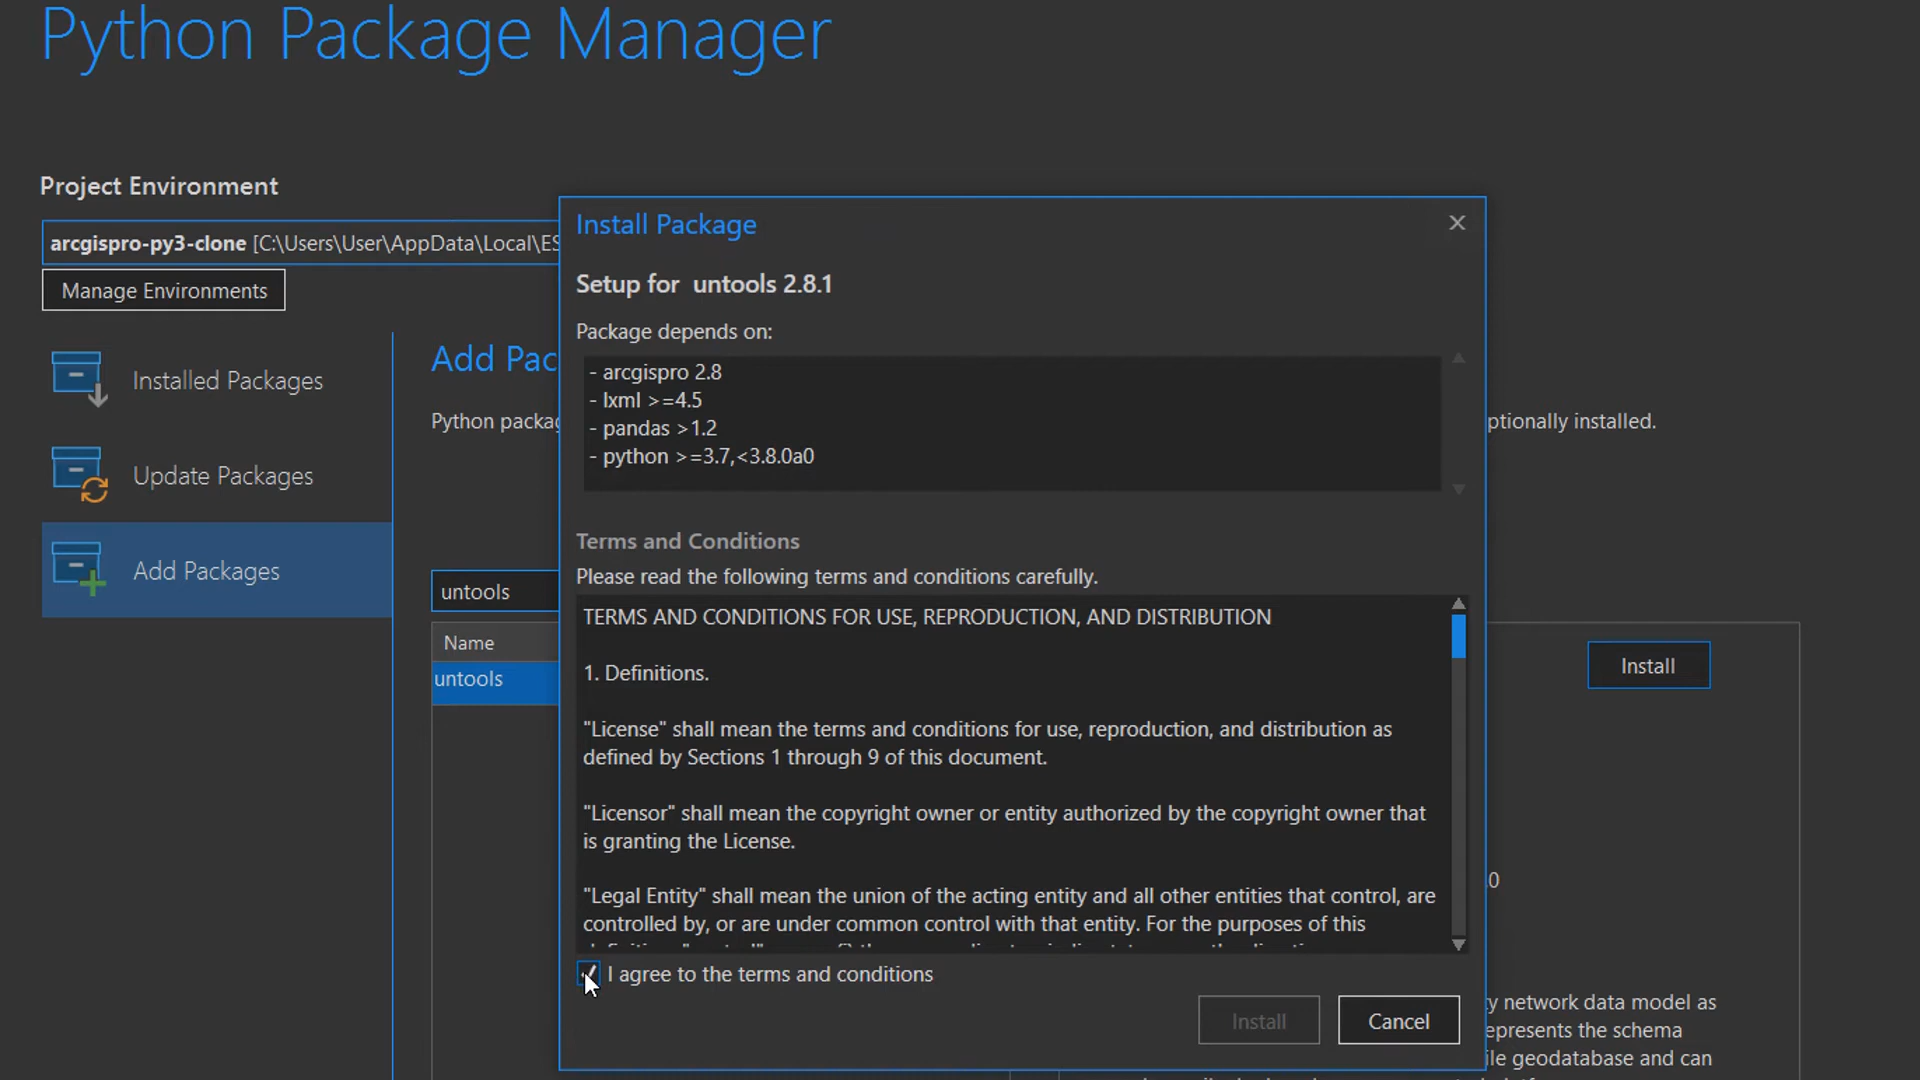 Python Package Manager
Project Environment
arcgispro-py3-clone [C:\Users\User\AppData\Local\ES
Manage Environments
Installed Packages
Update Packages
Add Packages
Add Pac
Python packag
ptionally installed.
untools
Name
untools
Install
.0
y network data model as
epresents the schema
ile geodatabase and can
Install Package
Setup for untools 2.8.1
Package depends on:
- arcgispro 2.8
- lxml >=4.5
- pandas >1.2
- python >=3.7,<3.8.0a0
Terms and Conditions
Please read the following terms and conditions carefully.
TERMS AND CONDITIONS FOR USE, REPRODUCTION, AND DISTRIBUTION
1. Definitions.
"License" shall mean the terms and conditions for use, reproduction, and distribution as
defined by Sections 1 through 9 of this document.
"Licensor" shall mean the copyright owner or entity authorized by the copyright owner that
is granting the License.
"Legal Entity" shall mean the union of the acting entity and all other entities that control, are
controlled by, or are under common control with that entity. For the purposes of this
I agree to the terms and conditions
Install
Cancel